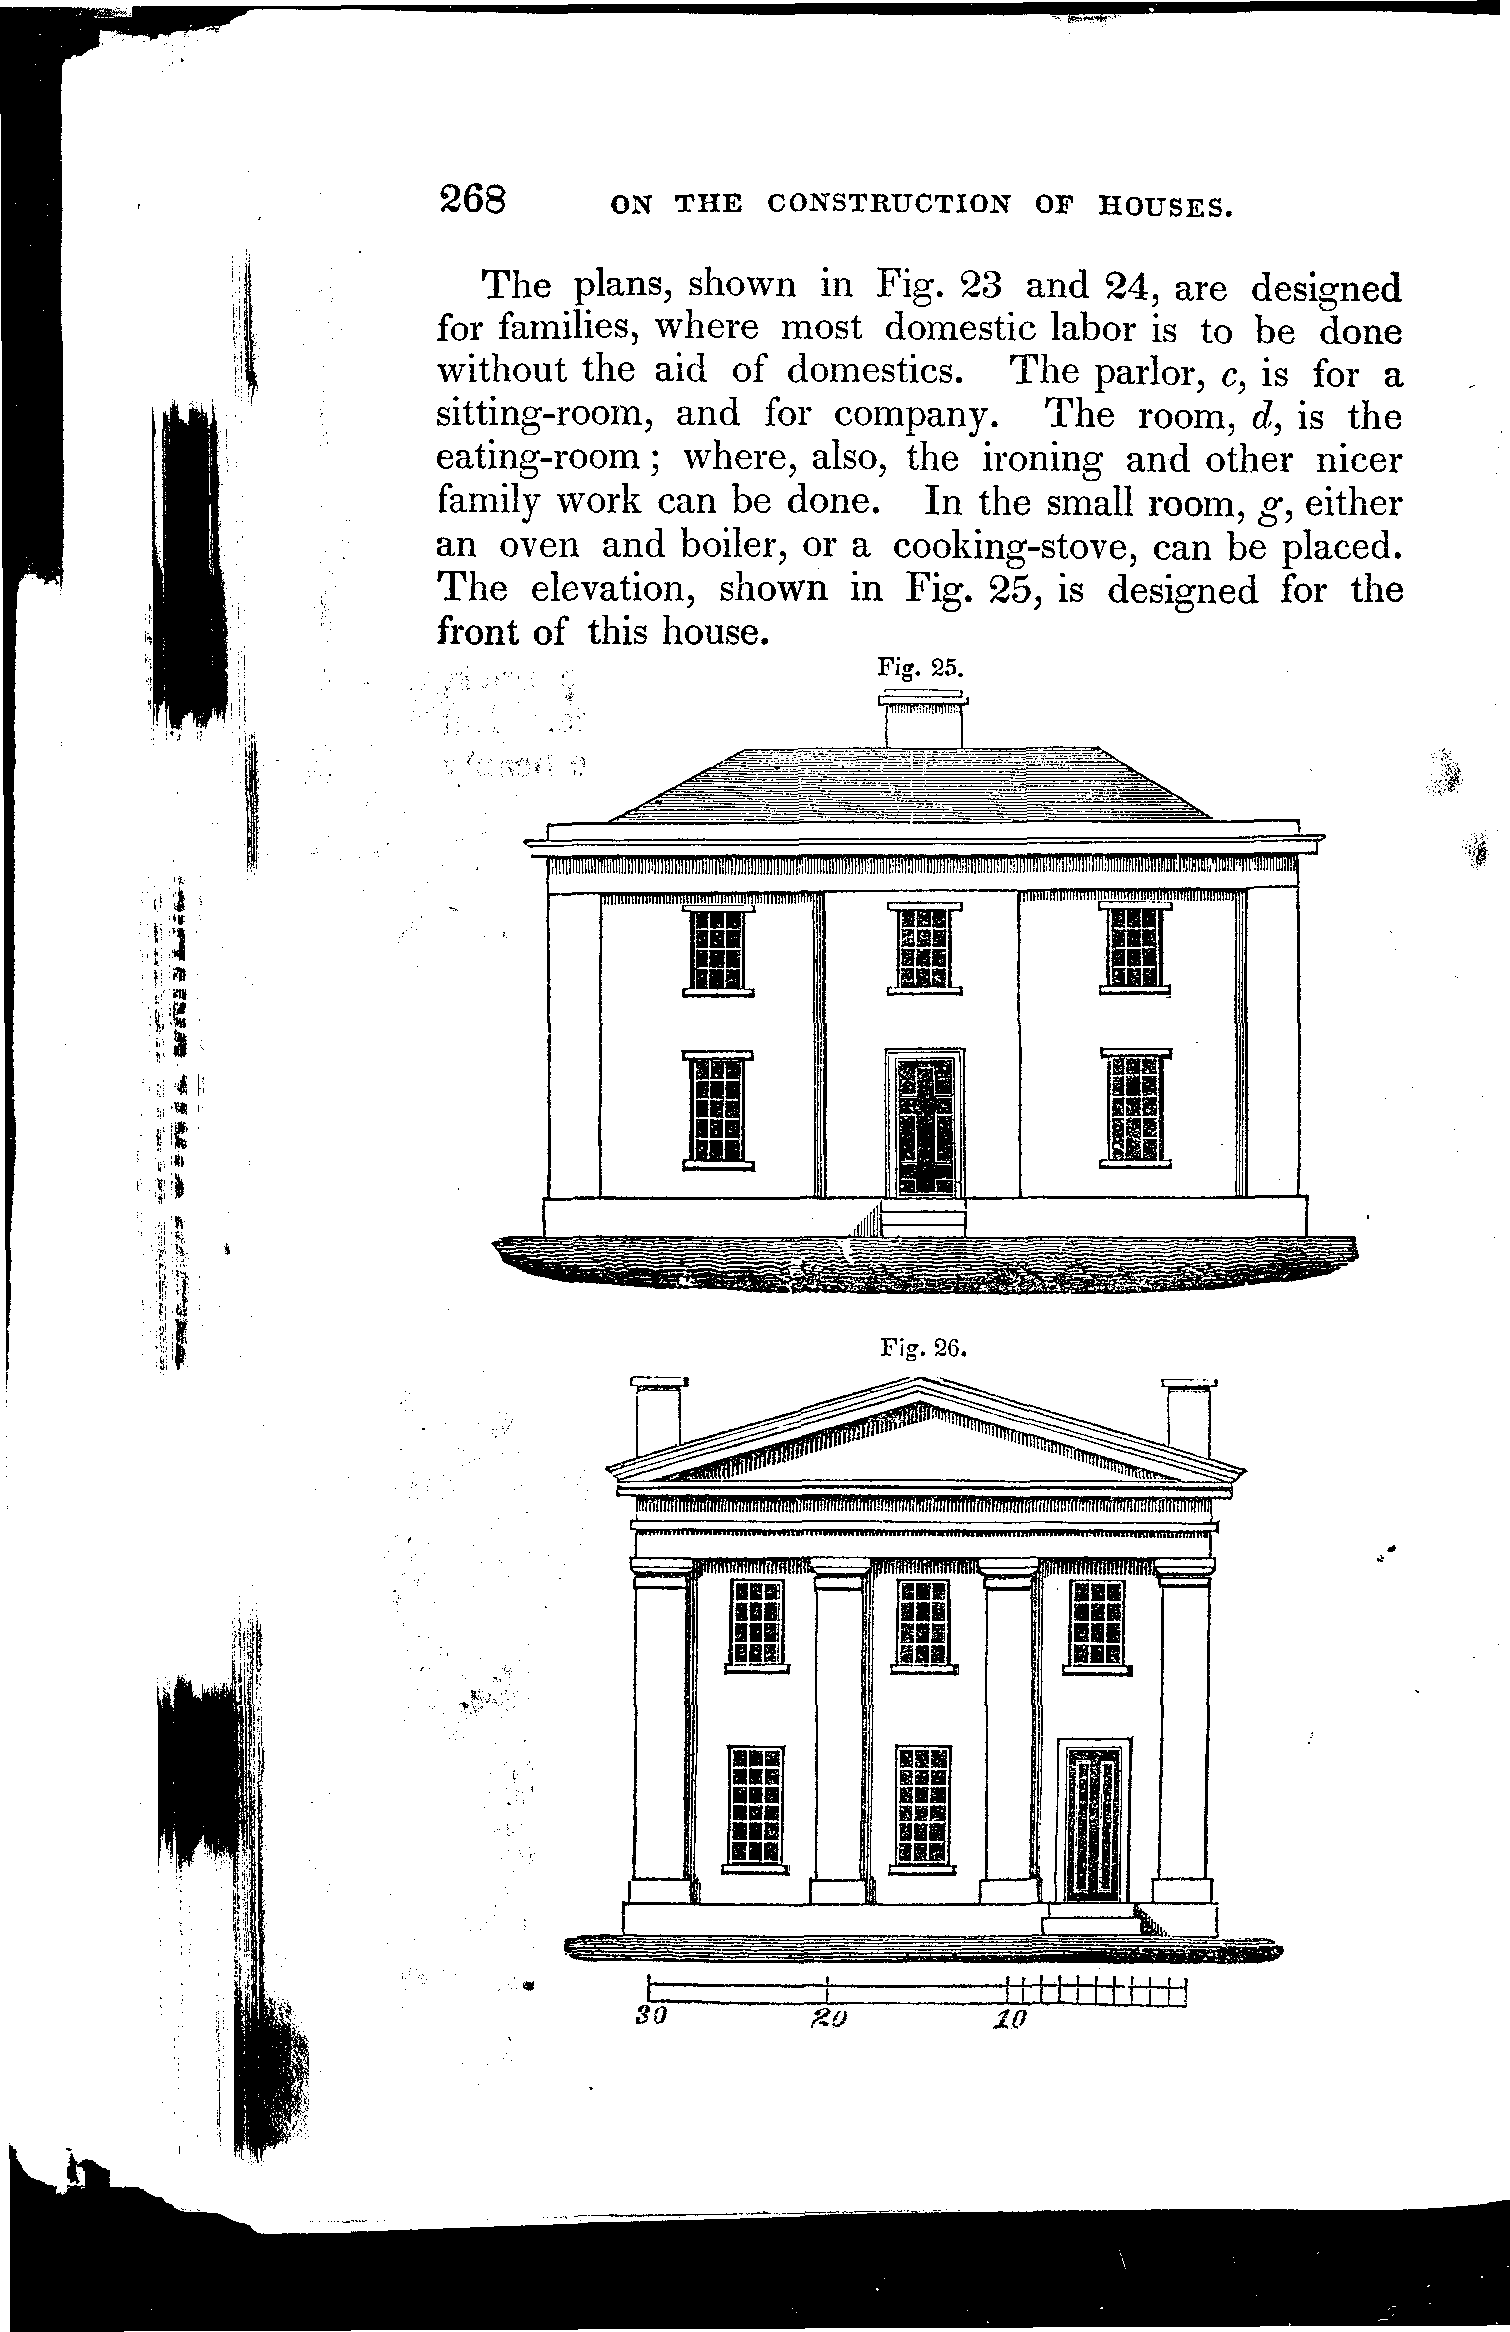 268 ON THE CONSTRUCTION OF HOUSES.
The plans, shown in Fig. 23 and 24, are designed
for families, where most domestic labor is to be done
without the aid of domestics. The parlor, c, is for a
sitting-room, and for company. The room, d, is the
eating-room; where, also, the ironing and other nicer
family work can be done. In the small room, g, either
an oven and boiler, or a cooking-stove, can be placed.
The elevation, shown in Fig. 25, is designed for the
front of this house.
Fig. 25.
Fig. 26.
30 20 10